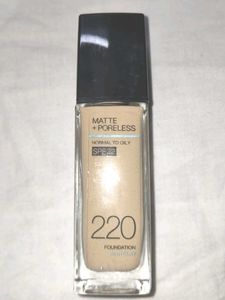 MATTE
+ PORELESS
NORMAL TO OILY
220
FOUNDATION